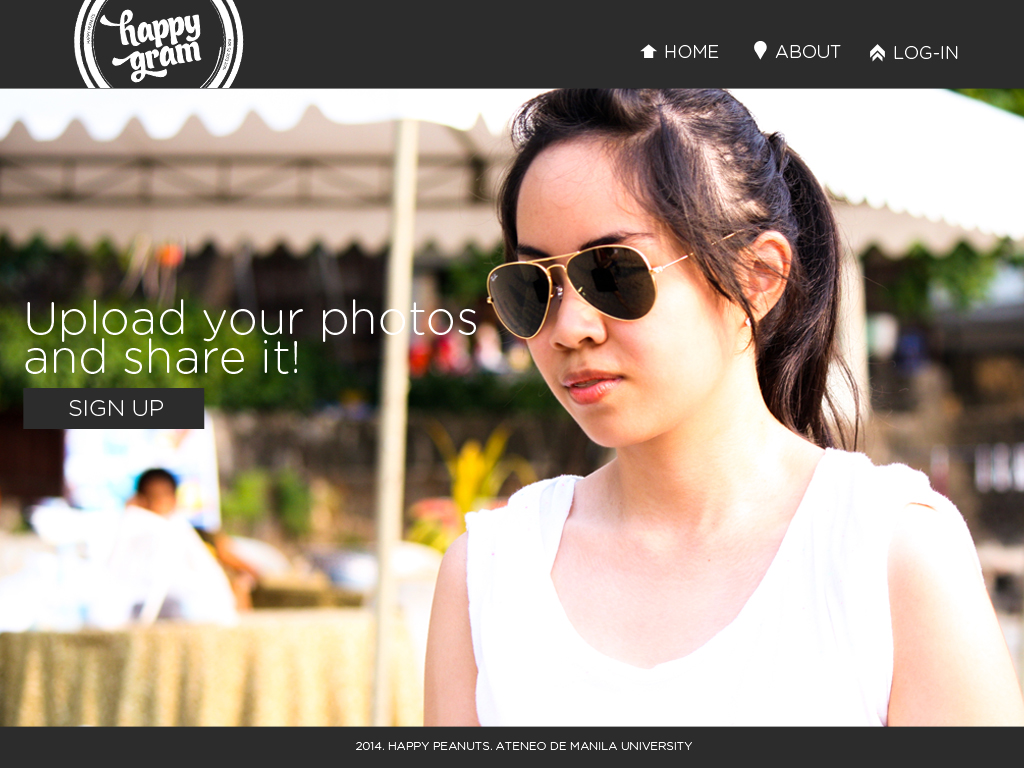 happy
gram
HOME
ABOUT
LOG-IN
Upload your photos
and share it!
SIGN UP
2014. HAPPY PEANUTS. ATENEO DE MANILA UNIVERSITY